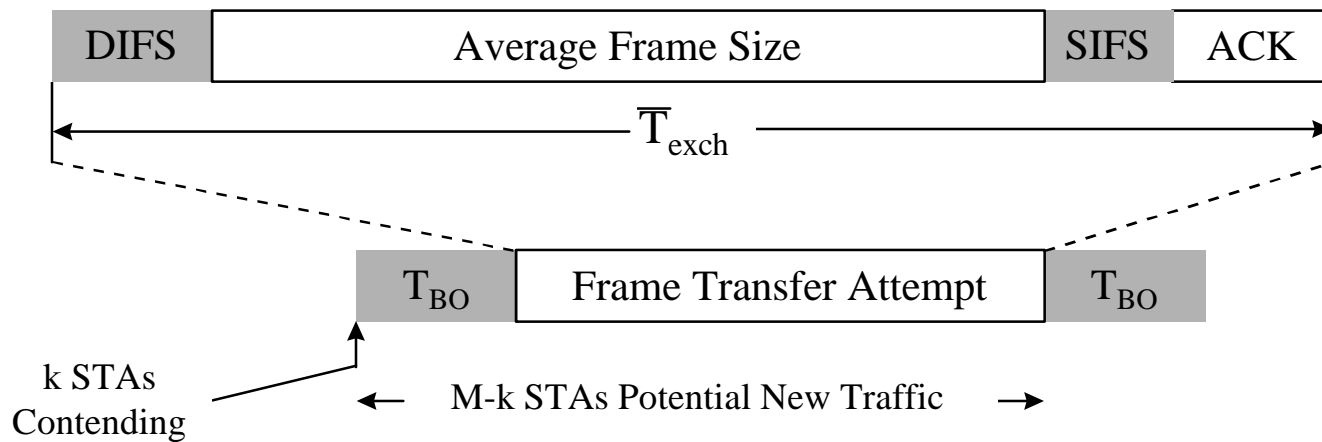 DIFS Average Frame Size SIFS ACK
T̅exch
TBO Frame Transfer Attempt TBO
k STAs
Contending
M-k STAs Potential New Traffic